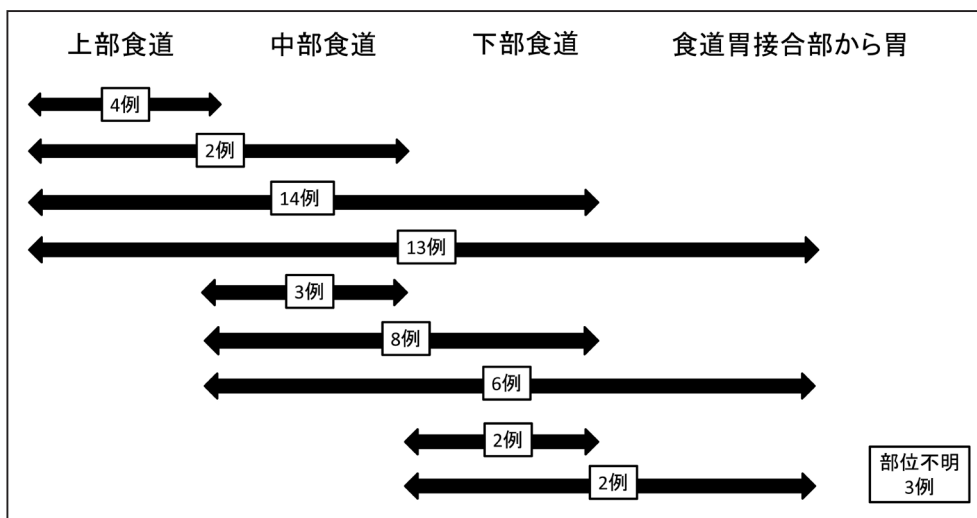 上部食道 中部食道 下部食道 食道胃接合部から胃
4例
2例
14例
13例
3例
8例
6例
2例
2例
部位不明
3例